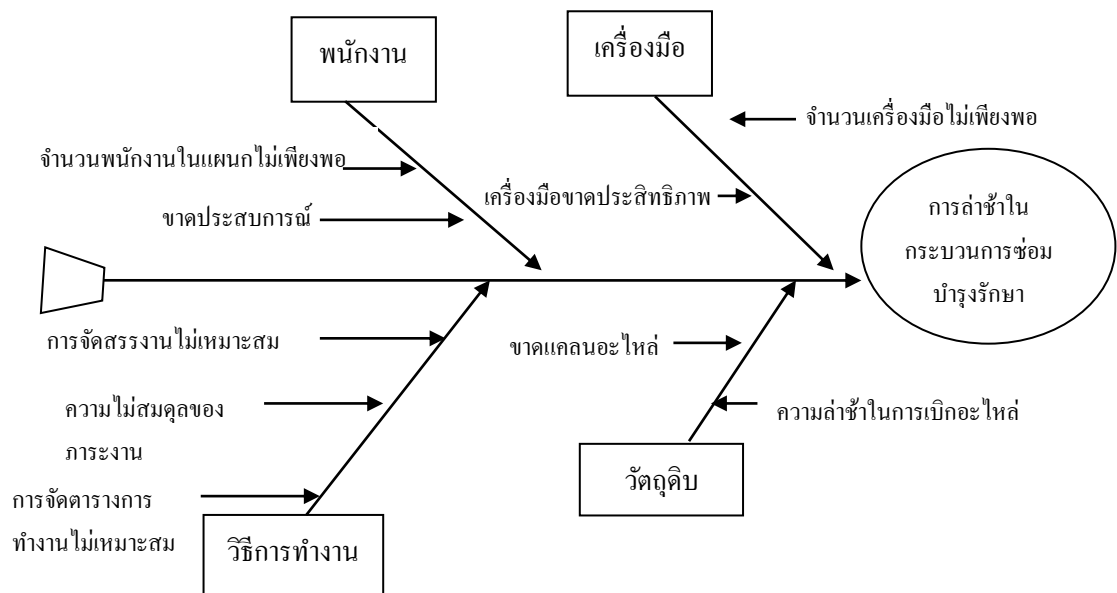 พนักงาน
เครื่องมือ
จำนวนเครื่องมือไม่เพียงพอ
จำนวนพนักงานในแผนกไม่เพียงพอ
เครื่องมือขาดประสิทธิภาพ
ขาดประสบการณ์
การล่าช้าใน
กระบวนการซ่อม
บำรุงรักษา
การจัดสรรงานไม่เหมาะสม
ขาดแคลนอะไหล่
ความไม่สมดุลของ
ภาระงาน
ความล่าช้าในการเบิกอะไหล่
วัตถุดิบ
การจัดตารางการ
ทำงานไม่เหมาะสม
วิธีการทำงาน